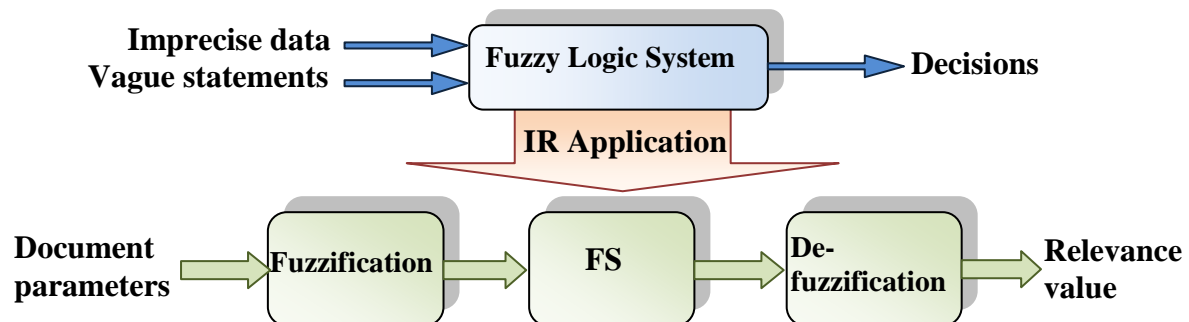 Imprecise data
Vague statements
Fuzzy Logic System
Decisions
IR Application
Document
parameters
Fuzzification
FS
De-
fuzzification
Relevance
value